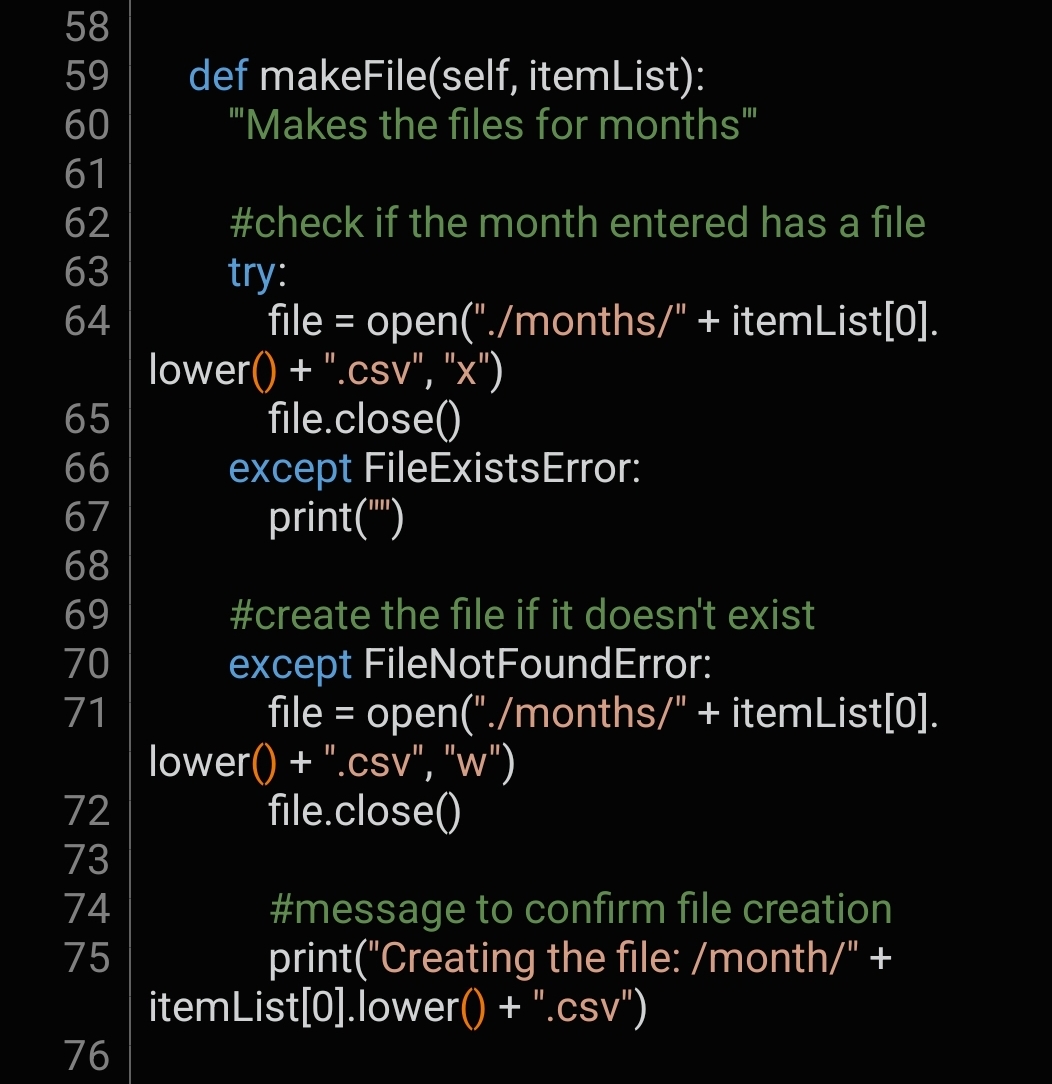 58
59 def makeFile(self, itemList):
60 '''Makes the files for months'''
61
62 #check if the month entered has a file
63 try:
64 file = open("./months/" + itemList[0].
lower() + ".csv", "x")
65 file.close()
66 except FileExistsError:
67 print("")
68
69 #create the file if it doesn't exist
70 except FileNotFoundError:
71 file = open("./months/" + itemList[0].
lower() + ".csv", "w")
72 file.close()
73
74 #message to confirm file creation
75 print("Creating the file: /month/" +
itemList[0].lower() + ".csv")
76